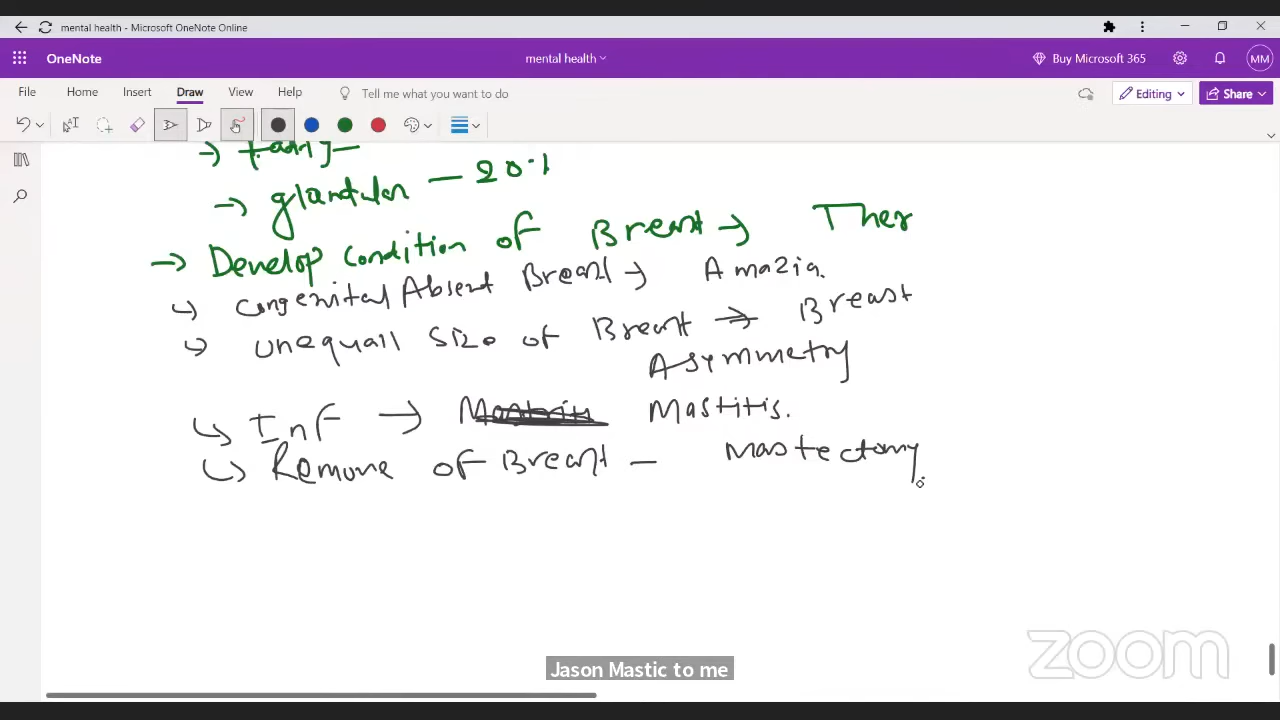 mental health - Microsoft OneNote Online
OneNote
mental health
Buy Microsoft 365
MM
File Home Insert Draw View Help Tell me what you want to do
Editing Share
→ glandular — 20%
→ Develop condition of Breast → Ther
↳ Congenital Absent Breast → Amazia.
↳ unequall size of Breast → Breast
Asymmetry
↳ Inf → Mastitis.
↳ Remove of Breast — mastectomy
zoom
Jason Mastic to me